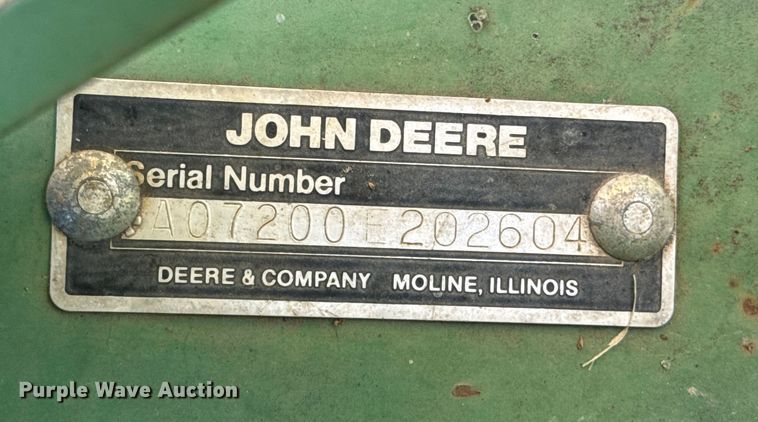 JOHN DEERE
Serial Number
*A07200E202604
DEERE & COMPANY MOLINE, ILLINOIS
Purple Wave Auction